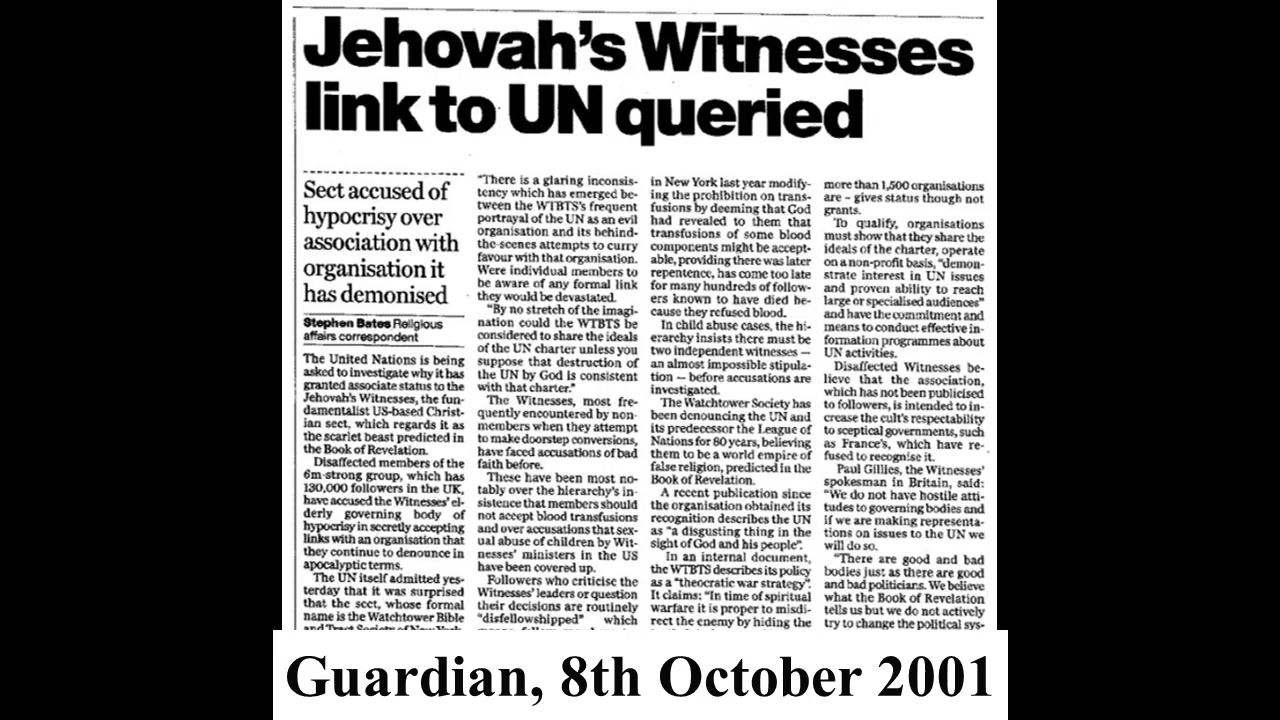 Jehovah's Witnesses
link to UN queried
Sect accused of
hypocrisy over
association with
organisation it
has demonised
Stephen Bates Religious
affairs correspondent
The United Nations is being
asked to investigate why it has
granted associate status to the
Jehovah's Witnesses, the fun-
damentalist US-based Christ-
ian sect, which regards it as
the scarlet beast predicted in
the Book of Revelation.
Disaffected members of the
6m-strong group, which has
130,000 followers in the UK,
have accused the Witnesses' el-
derly governing body of
hypocrisy in secretly accepting
links with an organisation that
they continue to denounce in
apocalyptic terms.
The UN itself admitted yes-
terday that it was surprised
that the sect, whose formal
name is the Watchtower Bible
and Tract Society of New York,
"There is a glaring inconsis-
tency which has emerged be-
tween the WTBTS's frequent
portrayal of the UN as an evil
organisation and its behind-
the-scenes attempts to curry
favour with that organisation.
Were individual members to
be aware of any formal link
they would be devastated.
"By no stretch of the imagi-
nation could the WTBTS be
considered to share the ideals
of the UN charter unless you
suppose that destruction of
the UN by God is consistent
with that charter."
The Witnesses, most fre-
quently encountered by non-
members when they attempt
to make doorstep conversions,
have faced accusations of bad
faith before.
These have been most no-
tably over the hierarchy's in-
sistence that members should
not accept blood transfusions
and over accusations that sex-
ual abuse of children by Wit-
nesses' ministers in the US
have been covered up.
Followers who criticise the
Witnesses' leaders or question
their decisions are routinely
"disfellowshipped" which
in New York last year modify-
ing the prohibition on trans-
fusions by deeming that God
had revealed to them that
transfusions of some blood
components might be accept-
able, providing there was later
repentence, has come too late
for many hundreds of follow-
ers known to have died be-
cause they refused blood.
In child abuse cases, the hi-
erarchy insists there must be
two independent witnesses —
an almost impossible stipula-
tion — before accusations are
investigated.
The Watchtower Society has
been denouncing the UN and
its predecessor the League of
Nations for 80 years, believing
them to be a world empire of
false religion, predicted in the
Book of Revelation.
A recent publication since
the organisation obtained its
recognition describes the UN
as "a disgusting thing in the
sight of God and his people".
In an internal document,
the WTBTS describes its policy
as a "theocratic war strategy".
It claims: "In time of spiritual
warfare it is proper to misdi-
rect the enemy by hiding the
more than 1,500 organisations
are – gives status though not
grants.
To qualify, organisations
must show that they share the
ideals of the charter, operate
on a non-profit basis, "demon-
strate interest in UN issues
and proven ability to reach
large or specialised audiences"
and have the commitment and
means to conduct effective in-
formation programmes about
UN activities.
Disaffected Witnesses be-
lieve that the association,
which has not been publicised
to followers, is intended to in-
crease the cult's respectability
to sceptical governments, such
as France's, which have re-
fused to recognise it.
Paul Gillies, the Witnesses'
spokesman in Britain, said:
"We do not have hostile atti-
tudes to governing bodies and
if we are making representa-
tions on issues to the UN we
will do so.
"There are good and bad
bodies just as there are good
and bad politicians. We believe
what the Book of Revelation
tells us but we do not actively
try to change the political sys-
Guardian, 8th October 2001